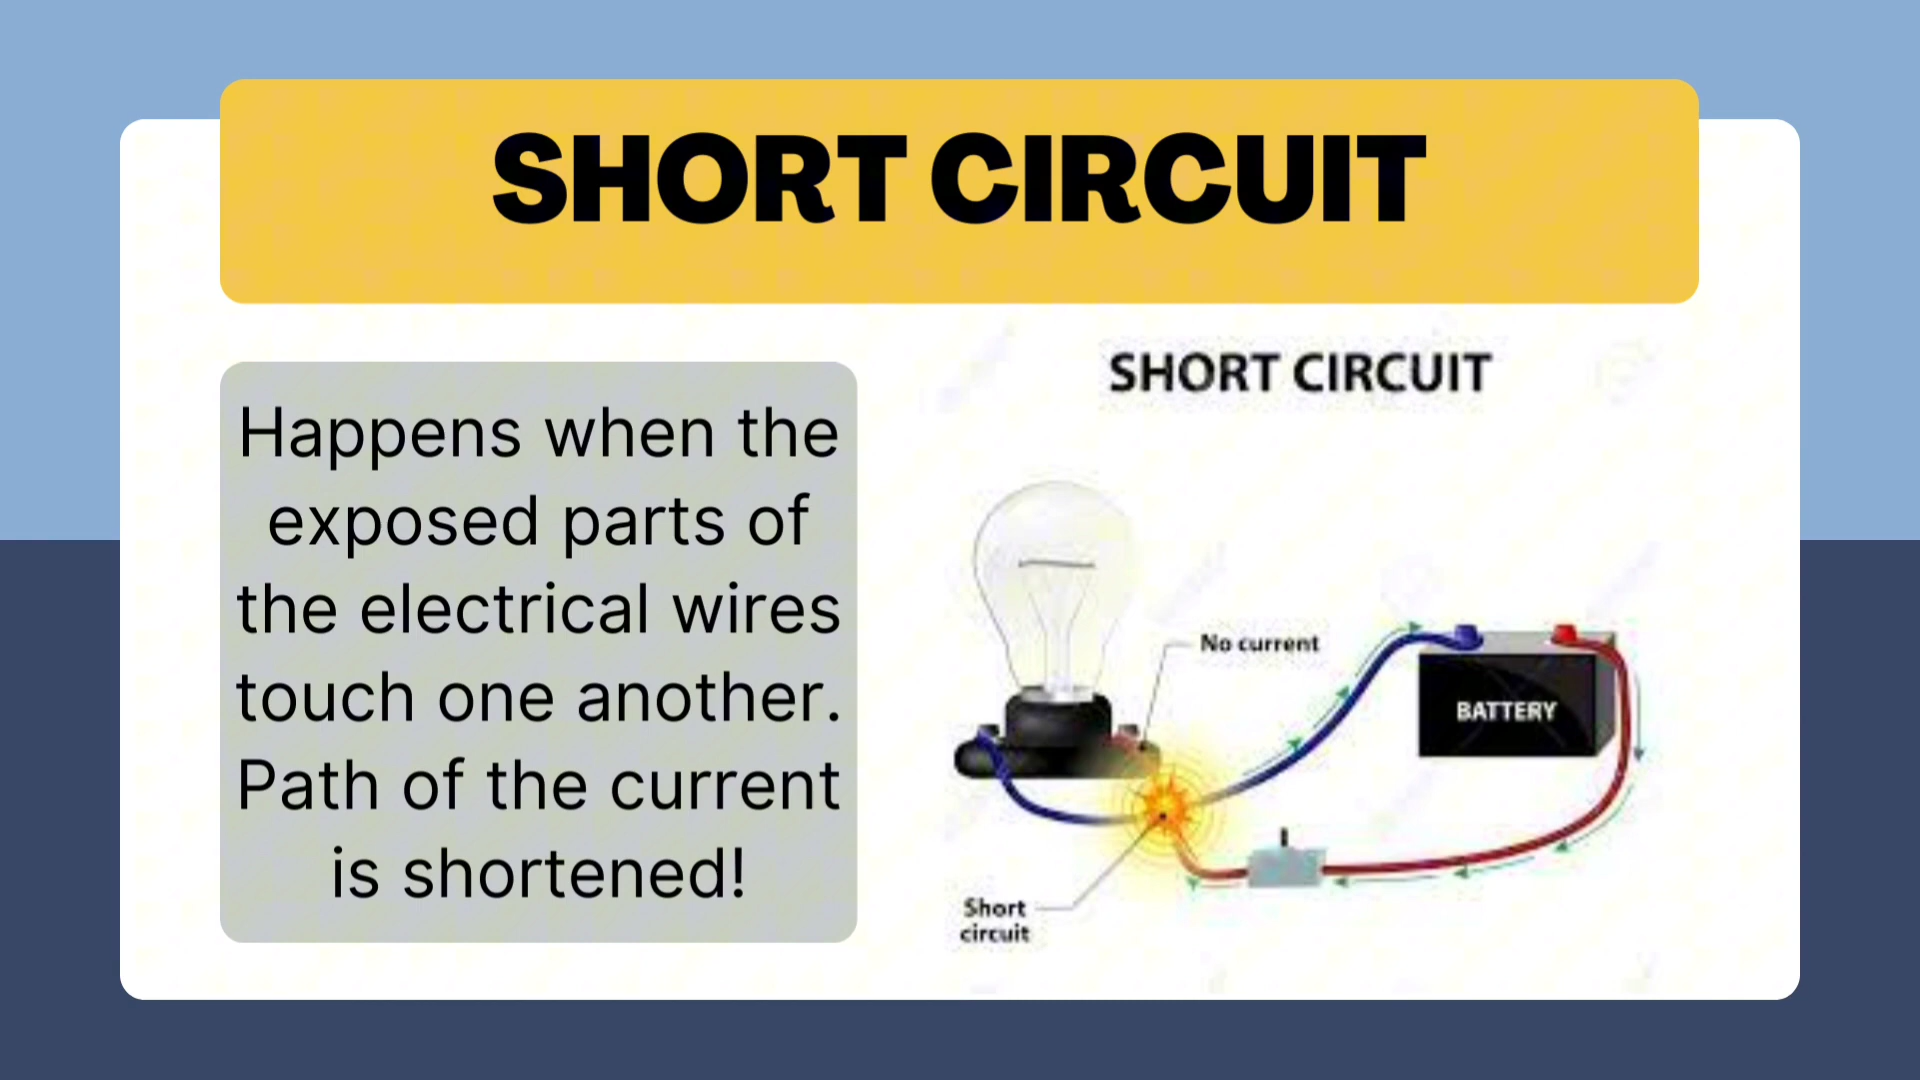 SHORT CIRCUIT
Happens when the
exposed parts of
the electrical wires
touch one another.
Path of the current
is shortened!
SHORT CIRCUIT
No current
BATTERY
Short
circuit